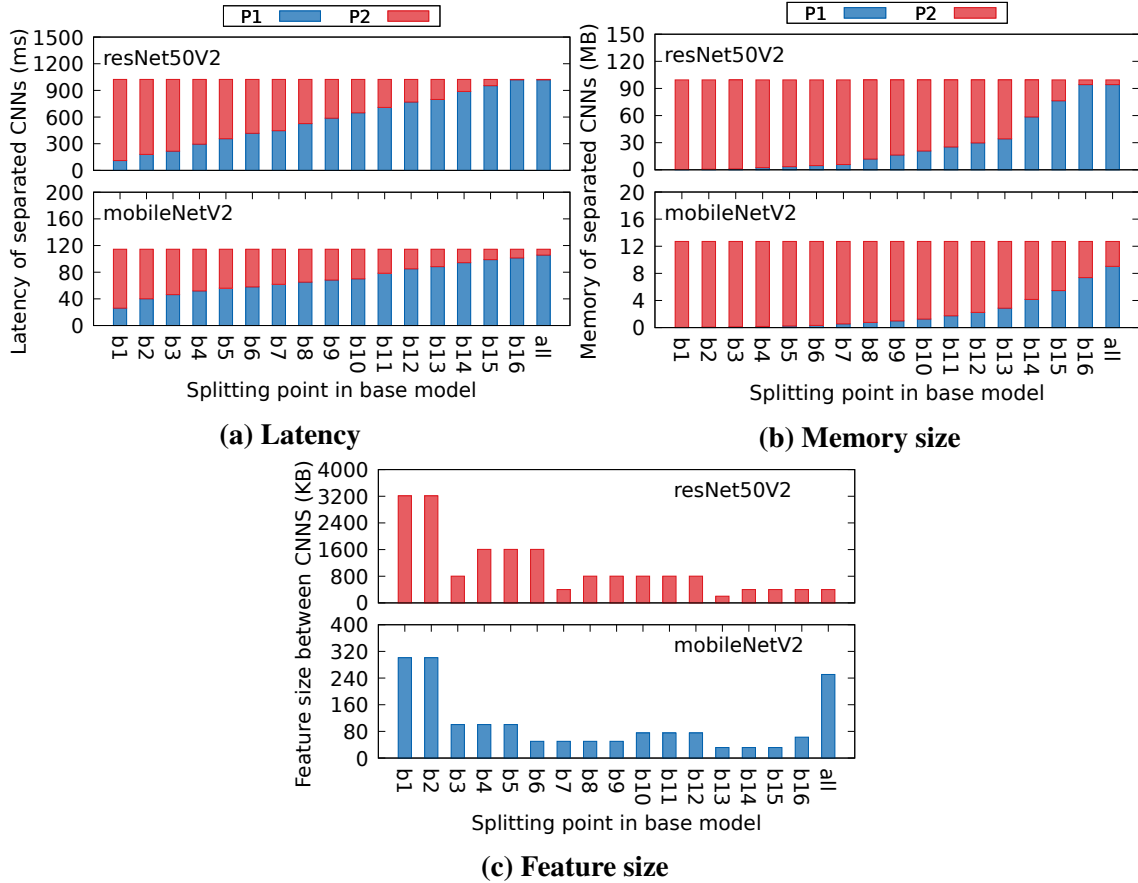 P1 P2
Latency of separated CNNs (ms)
1500
1200
900
600
300
0
resNet50V2
200
160
120
80
40
0
mobileNetV2
b1 b2 b3 b4 b5 b6 b7 b8 b9 b10 b11 b12 b13 b14 b15 b16 all
Splitting point in base model
(a) Latency
P1 P2
Memory of separated CNNs (MB)
150
120
90
60
30
0
resNet50V2
20
16
12
8
4
0
mobileNetV2
b1 b2 b3 b4 b5 b6 b7 b8 b9 b10 b11 b12 b13 b14 b15 b16 all
Splitting point in base model
(b) Memory size
Feature size between CNNS (KB)
4000
3200
2400
1600
800
0
resNet50V2
400
320
240
160
80
0
mobileNetV2
b1 b2 b3 b4 b5 b6 b7 b8 b9 b10 b11 b12 b13 b14 b15 b16 all
Splitting point in base model
(c) Feature size